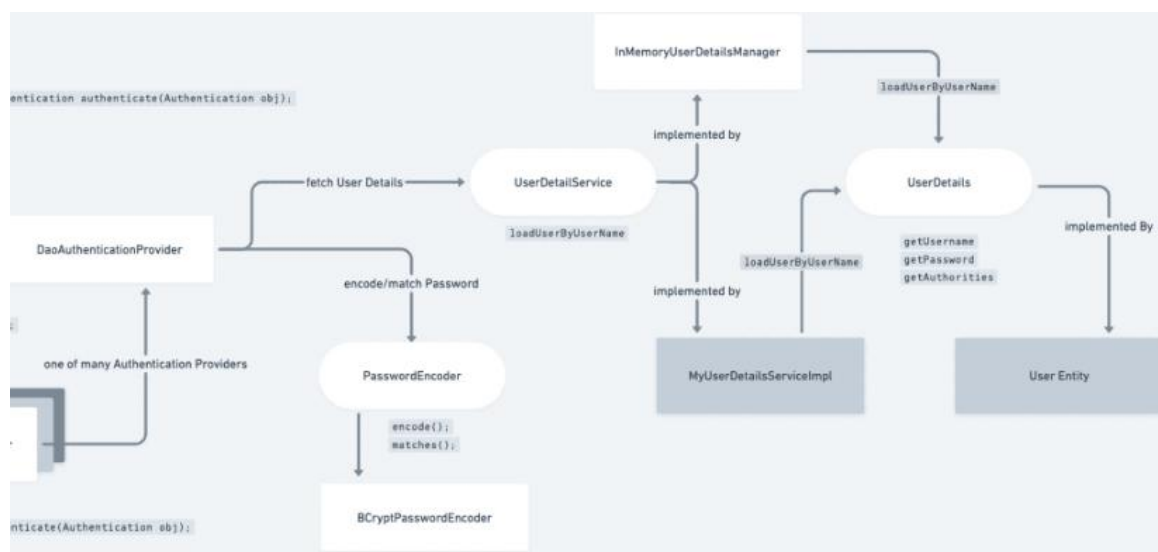 InMemoryUserDetailsManager
loadUserByUserName
entication authenticate(Authentication obj);
implemented by
fetch User Details
UserDetailService
UserDetails
loadUserByUserName
implemented By
DaoAuthenticationProvider
getUsername
getPassword
getAuthorities
loadUserByUserName
encode/match Password
implemented by
;
one of many Authentication Providers
PasswordEncoder
MyUserDetailsServiceImpl
User Entity
encode();
matches();
BCryptPasswordEncoder
nticate(Authentication obj);